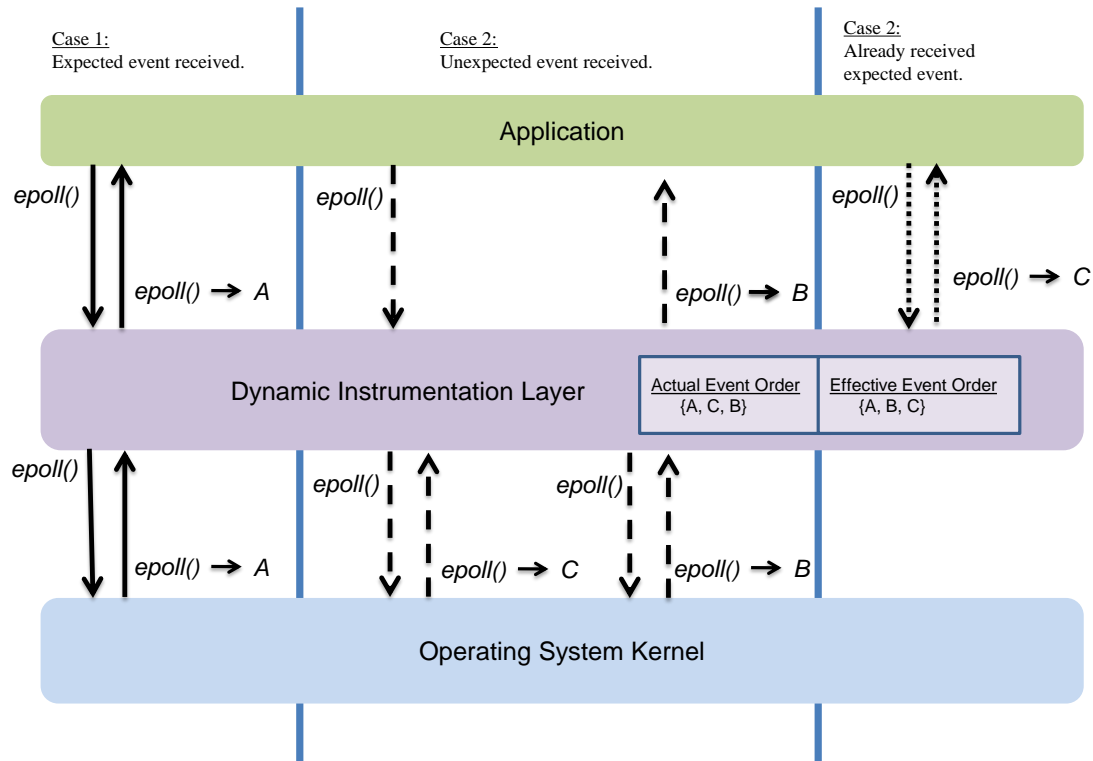 Case 1:
Expected event received.
Case 2:
Unexpected event received.
Case 2:
Already received
expected event.
Application
epoll()
epoll() → A
epoll()
epoll() → B
epoll()
epoll() → C
Dynamic Instrumentation Layer
Actual Event Order
{A, C, B}
Effective Event Order
{A, B, C}
epoll()
epoll() → A
epoll()
epoll() → C
epoll()
epoll() → B
Operating System Kernel